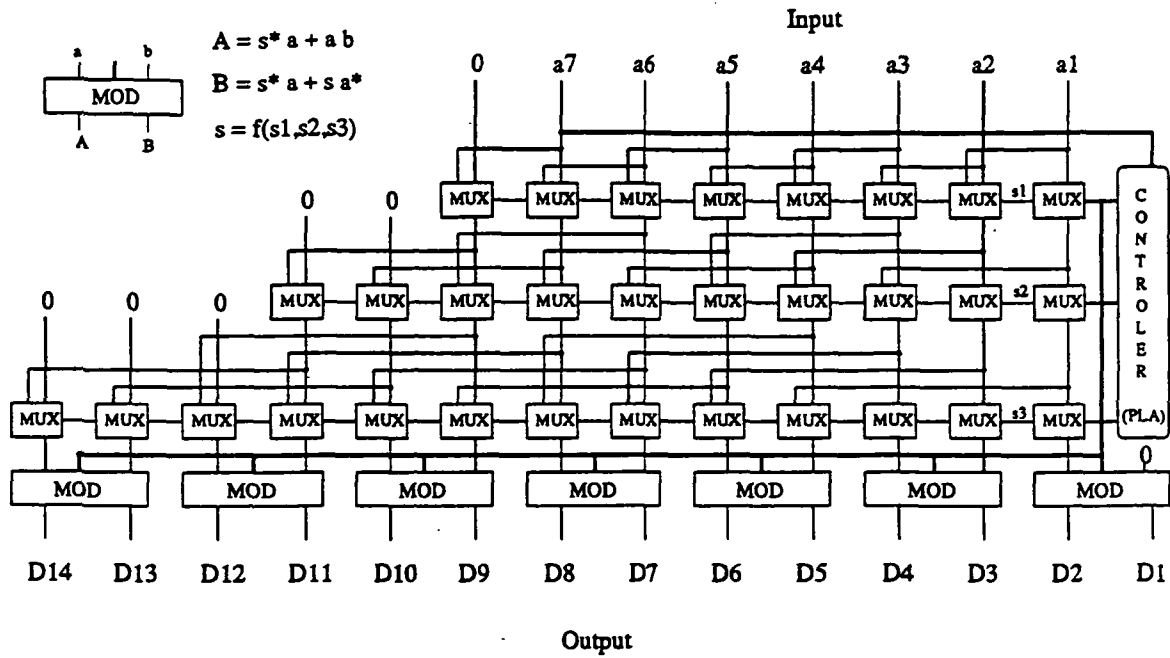 Input
a b
A = s* a + a b
B = s* a + s a*
s = f(s1,s2,s3)
MOD
A B
0 a7 a6 a5 a4 a3 a2 a1
MUX MUX MUX MUX MUX MUX MUX s1 MUX
0 0
MUX MUX MUX MUX MUX MUX MUX MUX MUX s2 MUX
0 0 0
MUX MUX MUX MUX MUX MUX MUX MUX MUX MUX MUX MUX s3 MUX
CONTROLER
(PLA)
0
MOD MOD MOD MOD MOD MOD MOD
D14 D13 D12 D11 D10 D9 D8 D7 D6 D5 D4 D3 D2 D1
Output